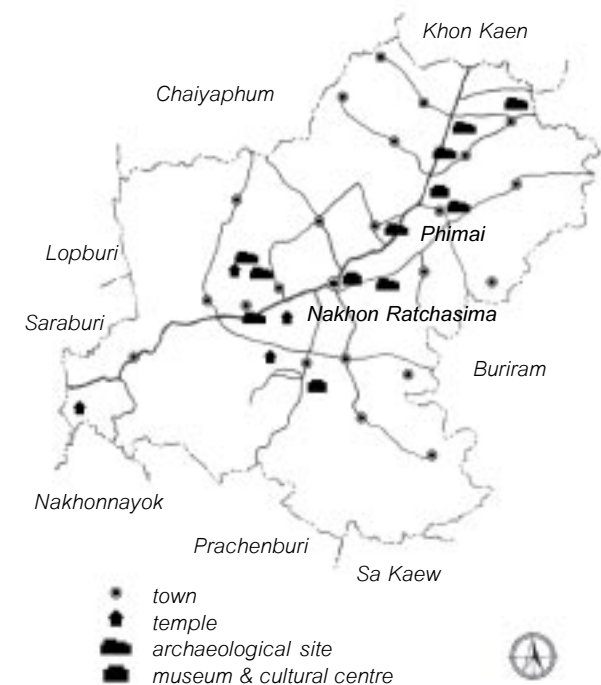 Khon Kaen
Chaiyaphum
Phimai
Lopburi
Nakhon Ratchasima
Saraburi
Buriram
Nakhonnayok
Prachenburi
Sa Kaew
town
temple
archaeological site
museum & cultural centre